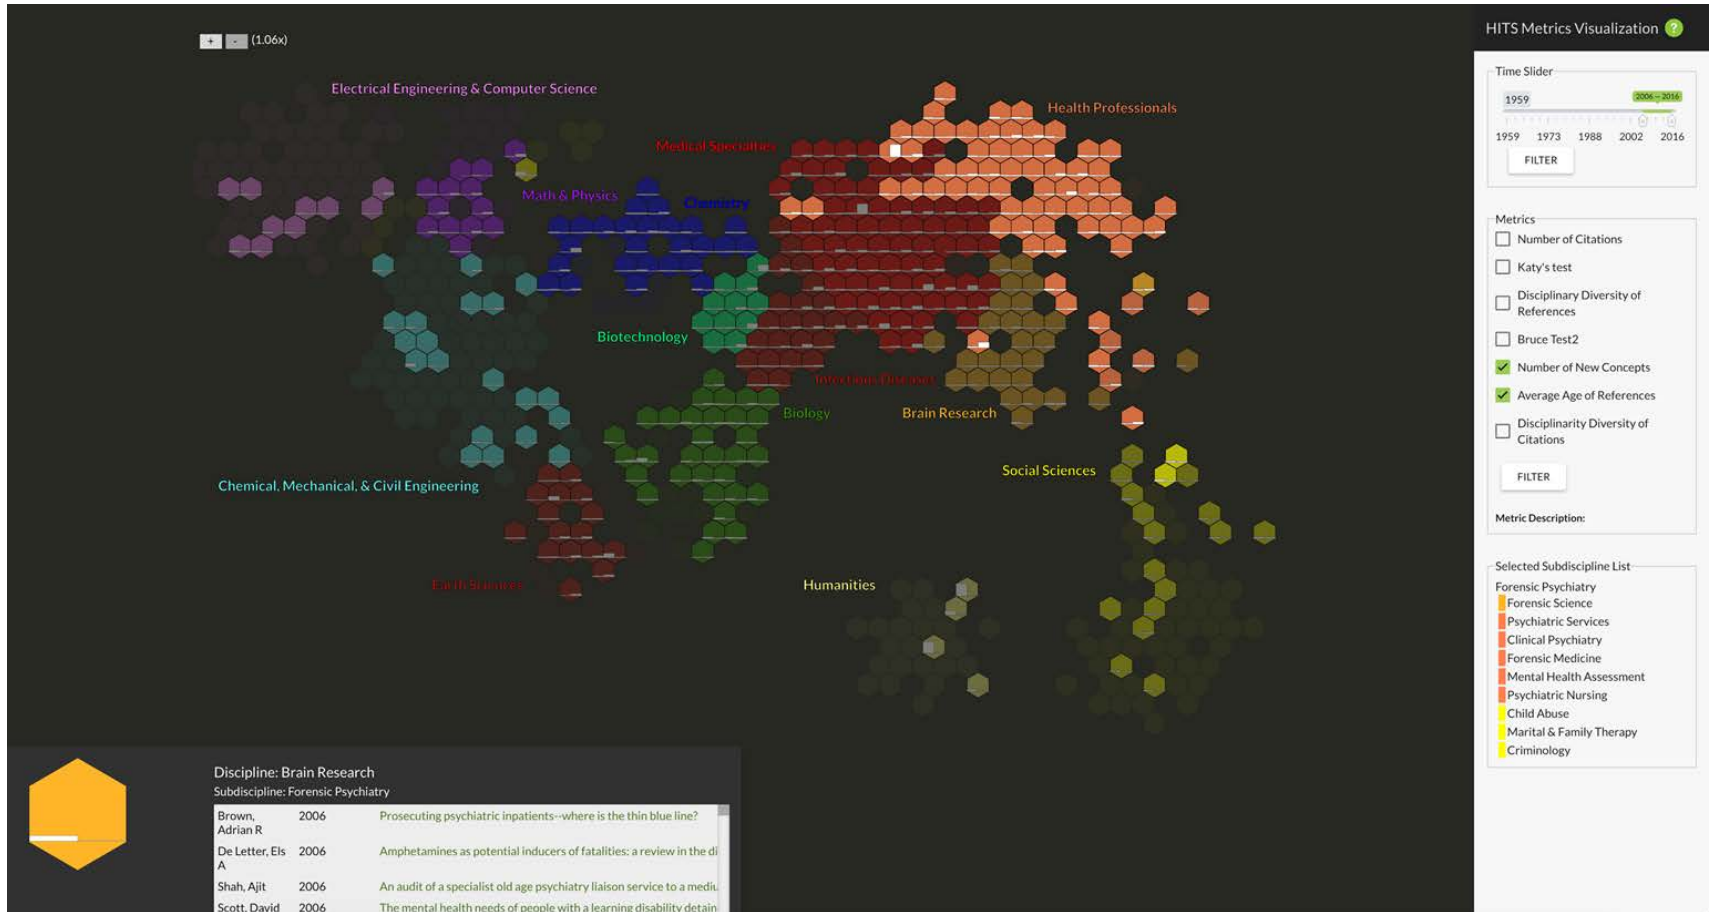 + - (1.06x)
Electrical Engineering & Computer Science
Health Professionals
Medical Specialties
Math & Physics
Chemistry
Biotechnology
Infectious Diseases
Biology
Brain Research
Social Sciences
Chemical, Mechanical, & Civil Engineering
Earth Sciences
Humanities
HITS Metrics Visualization ?
Time Slider
1959 2006 — 2016
1959 1973 1988 2002 2016
FILTER
Metrics
Number of Citations
Katy's test
Disciplinary Diversity of
References
Bruce Test2
Number of New Concepts
Average Age of References
Disciplinarity Diversity of
Citations
FILTER
Metric Description:
Selected Subdiscipline List
Forensic Psychiatry
Forensic Science
Psychiatric Services
Clinical Psychiatry
Forensic Medicine
Mental Health Assessment
Psychiatric Nursing
Child Abuse
Marital & Family Therapy
Criminology
Discipline: Brain Research
Subdiscipline: Forensic Psychiatry
Brown, 2006 Prosecuting psychiatric inpatients--where is the thin blue line?
Adrian R
De Letter, Els 2006 Amphetamines as potential inducers of fatalities: a review in the di
A
Shah, Ajit 2006 An audit of a specialist old age psychiatry liaison service to a mediu
Scott, David 2006 The mental health needs of people with a learning disability detain